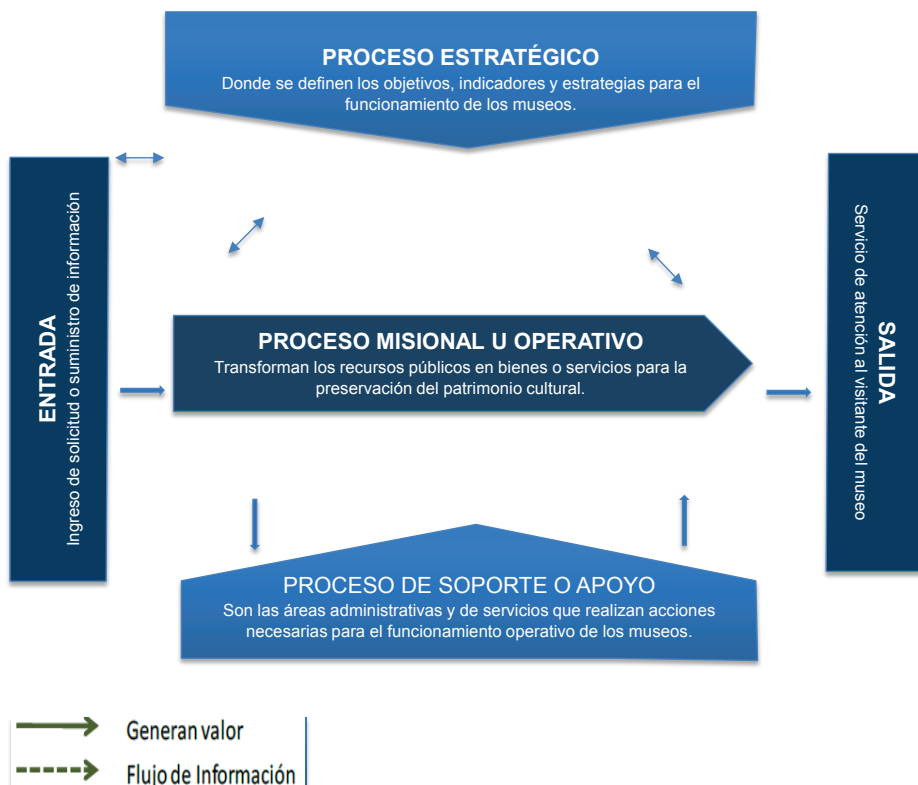 PROCESO ESTRATÉGICO
Donde se definen los objetivos, indicadores y estrategias para el
funcionamiento de los museos.
ENTRADA
Ingreso de solicitud o suministro de información
PROCESO MISIONAL U OPERATIVO
Transforman los recursos públicos en bienes o servicios para la
preservación del patrimonio cultural.
SALIDA
Servicio de atención al visitante del museo
PROCESO DE SOPORTE O APOYO
Son las áreas administrativas y de servicios que realizan acciones
necesarias para el funcionamiento operativo de los museos.
Generan valor
Flujo de Información